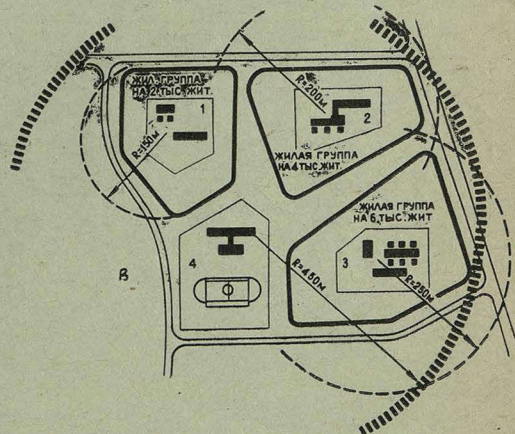 ЖИЛ. ГРУППА
НА 2 ТЫС. ЖИТ.
1
R=150М
R=200М
2
ЖИЛАЯ ГРУППА
НА 4 ТЫС. ЖИТ.
ЖИЛАЯ ГРУППА
НА 6 ТЫС. ЖИТ
3
R=250М
4
R=450М
В